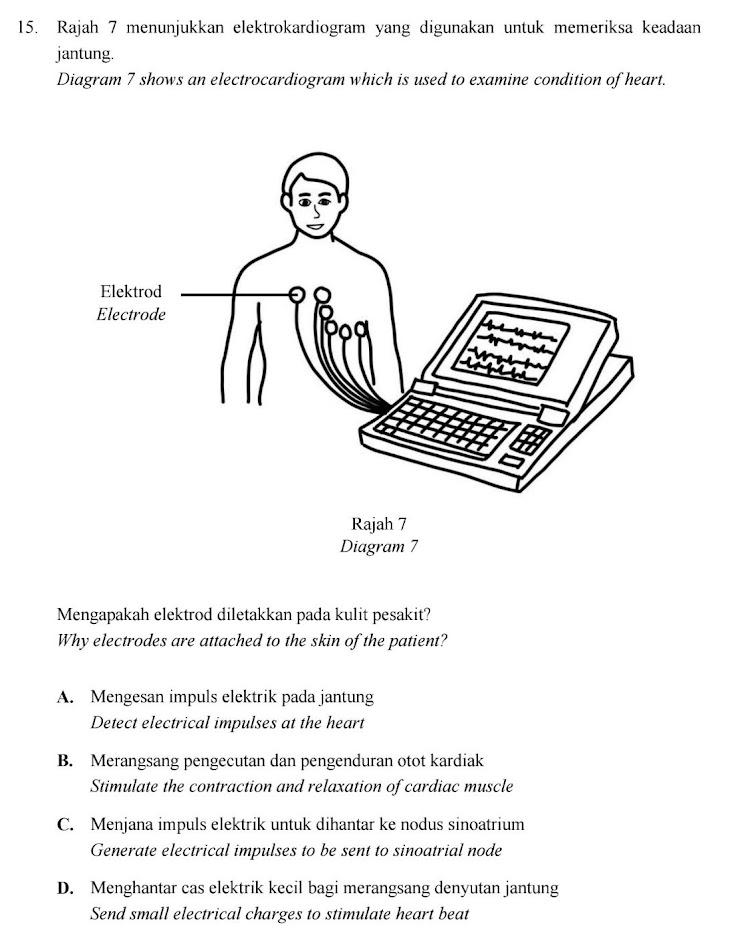 15. Rajah 7 menunjukkan elektrokardiogram yang digunakan untuk memeriksa keadaan
jantung.
Diagram 7 shows an electrocardiogram which is used to examine condition of heart.
Elektrod
Electrode
Rajah 7
Diagram 7
Mengapakah elektrod diletakkan pada kulit pesakit?
Why electrodes are attached to the skin of the patient?
A. Mengesan impuls elektrik pada jantung
Detect electrical impulses at the heart
B. Merangsang pengecutan dan pengenduran otot kardiak
Stimulate the contraction and relaxation of cardiac muscle
C. Menjana impuls elektrik untuk dihantar ke nodus sinoatrium
Generate electrical impulses to be sent to sinoatrial node
D. Menghantar cas elektrik kecil bagi merangsang denyutan jantung
Send small electrical charges to stimulate heart beat